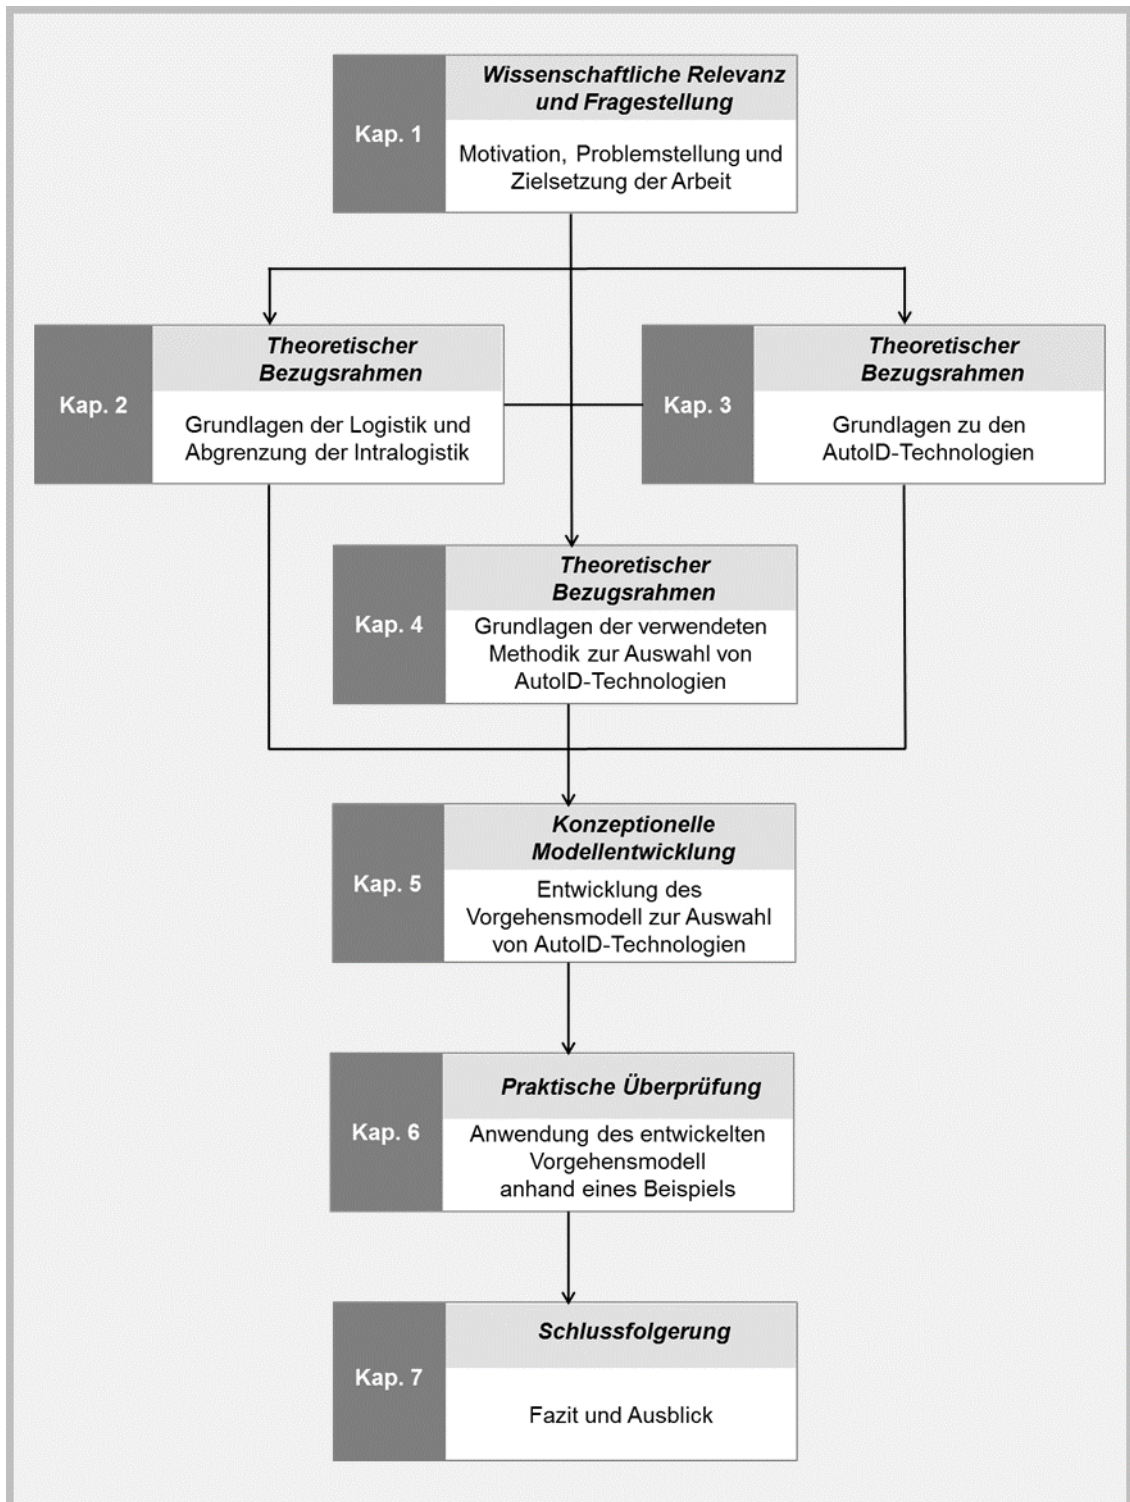 Kap. 1
Wissenschaftliche Relevanz
und Fragestellung
Motivation, Problemstellung und
Zielsetzung der Arbeit
Kap. 2
Theoretischer
Bezugsrahmen
Grundlagen der Logistik und
Abgrenzung der Intralogistik
Kap. 3
Theoretischer
Bezugsrahmen
Grundlagen zu den
AutoID-Technologien
Kap. 4
Theoretischer
Bezugsrahmen
Grundlagen der verwendeten
Methodik zur Auswahl von
AutoID-Technologien
Kap. 5
Konzeptionelle
Modellentwicklung
Entwicklung des
Vorgehensmodell zur Auswahl
von AutoID-Technologien
Kap. 6
Praktische Überprüfung
Anwendung des entwickelten
Vorgehensmodell
anhand eines Beispiels
Kap. 7
Schlussfolgerung
Fazit und Ausblick